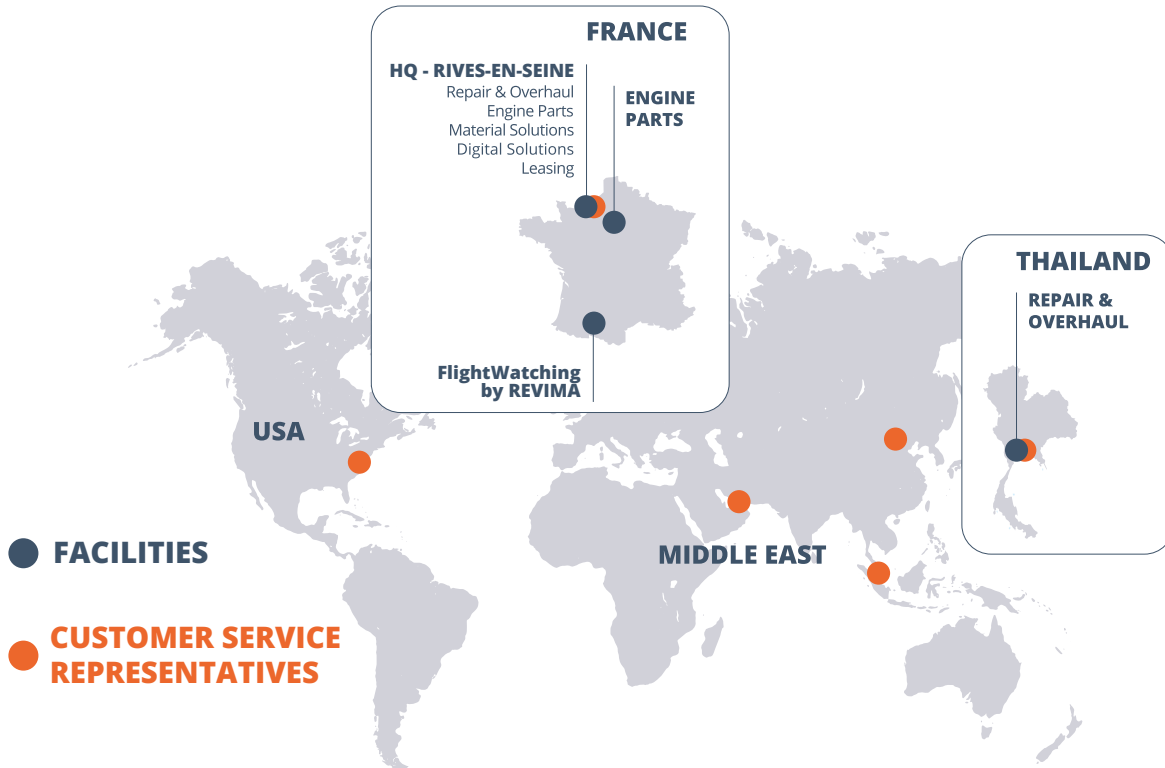 FRANCE
HQ - RIVES-EN-SEINE
Repair & Overhaul
Engine Parts
Material Solutions
Digital Solutions
Leasing
ENGINE
PARTS
FlightWatching
by REVIMA
THAILAND
REPAIR &
OVERHAUL
USA
MIDDLE EAST
FACILITIES
CUSTOMER SERVICE
REPRESENTATIVES